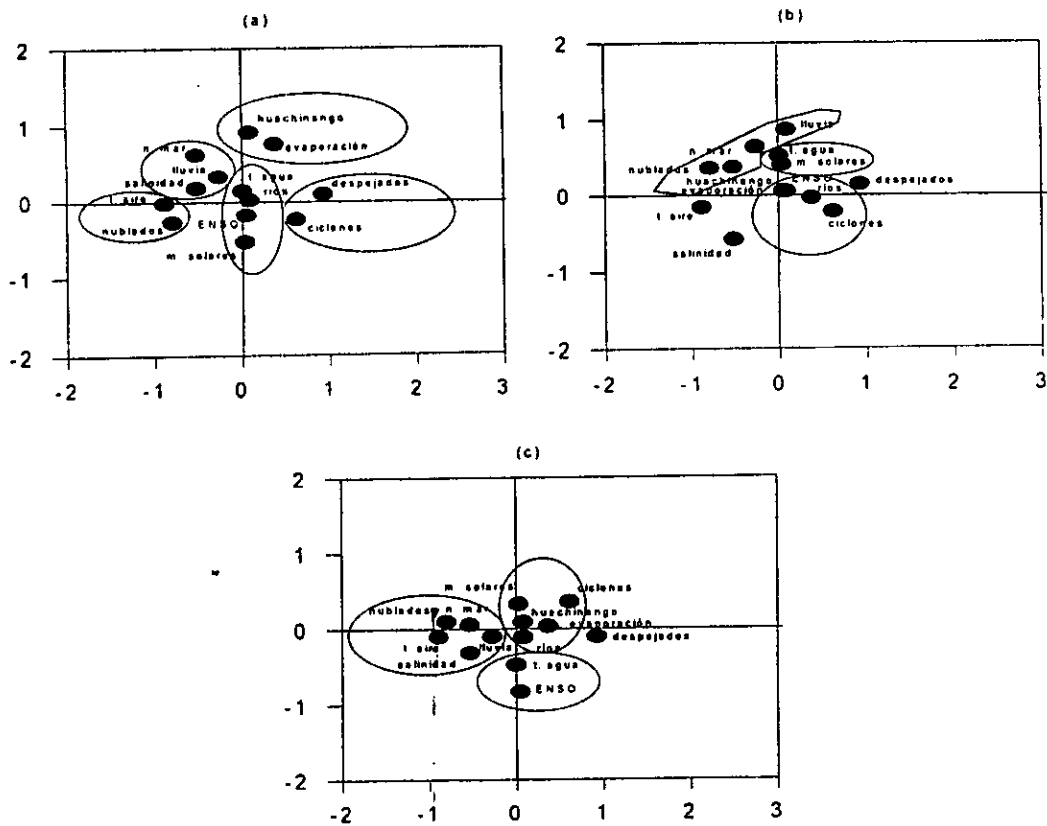 (a)
2
1
0
-1
-2
-2
-1
0
1
2
3
huachinango
evaporación
n mar
lluvia
salinidad
t agua
ríos
despejados
t aire
nublados
ENSO
ciclones
m solares
(b)
2
1
0
-1
-2
-2
-1
0
1
2
3
lluvia
n mar
t. agua
m solares
nublados
huachinango
ENSO
despejados
evaporación
ríos
t aire
ciclones
salinidad
(c)
2
1
0
-1
-2
-2
-1
0
1
2
3
m solares
ciclones
nublados
n mar
huachinango
evaporación
t aire
lluvia
ríos
despejados
salinidad
t. agua
ENSO